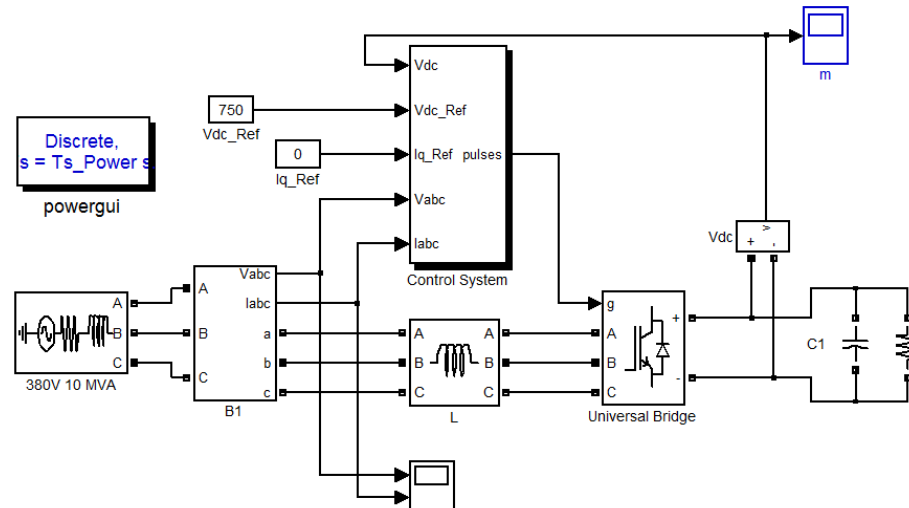 m
Vdc
Vdc_Ref
Iq_Ref pulses
Vabc
Iabc
Control System
750
Vdc_Ref
0
Iq_Ref
Discrete,
s = Ts_Power s
powergui
Vdc
A
+ -
A
B
C
380V 10 MVA
A
B
C
Vabc
Iabc
a
b
c
B1
A A
B B
C C
L
g
A
B
C
+
-
Universal Bridge
C1